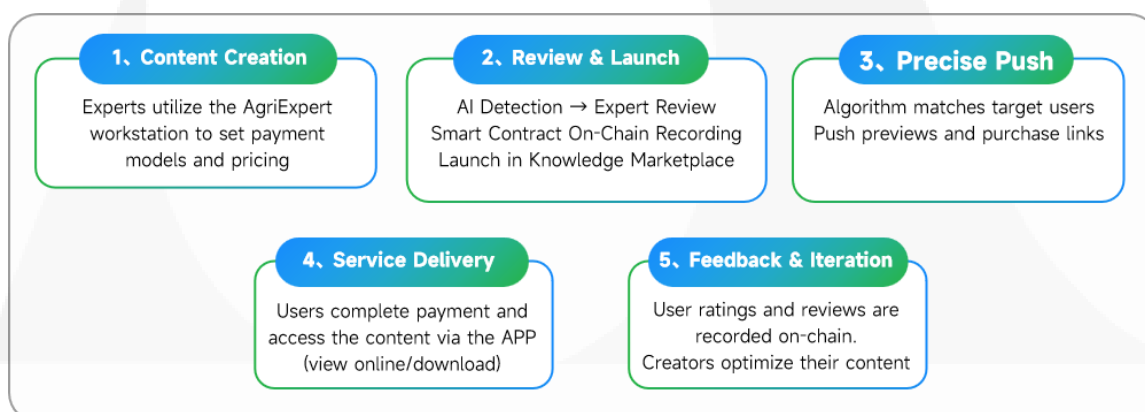 1、Content Creation
Experts utilize the AgriExpert
workstation to set payment
models and pricing
2、Review & Launch
AI Detection → Expert Review
Smart Contract On-Chain Recording
Launch in Knowledge Marketplace
3、Precise Push
Algorithm matches target users
Push previews and purchase links
4、Service Delivery
Users complete payment and
access the content via the APP
(view online/download)
5、Feedback & Iteration
User ratings and reviews are
recorded on-chain.
Creators optimize their content